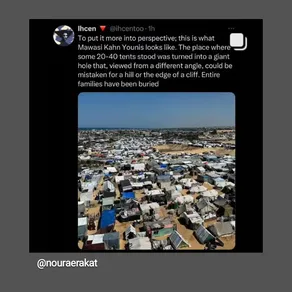 Ihcen 🔻 @ihcentoo · 1h
To put it more into perspective; this is what
Mawasi Kahn Younis looks like. The place where
some 20-40 tents stood was turned into a giant
hole that, viewed from a different angle, could be
mistaken for a hill or the edge of a cliff. Entire
families have been buried
@nouraerakat